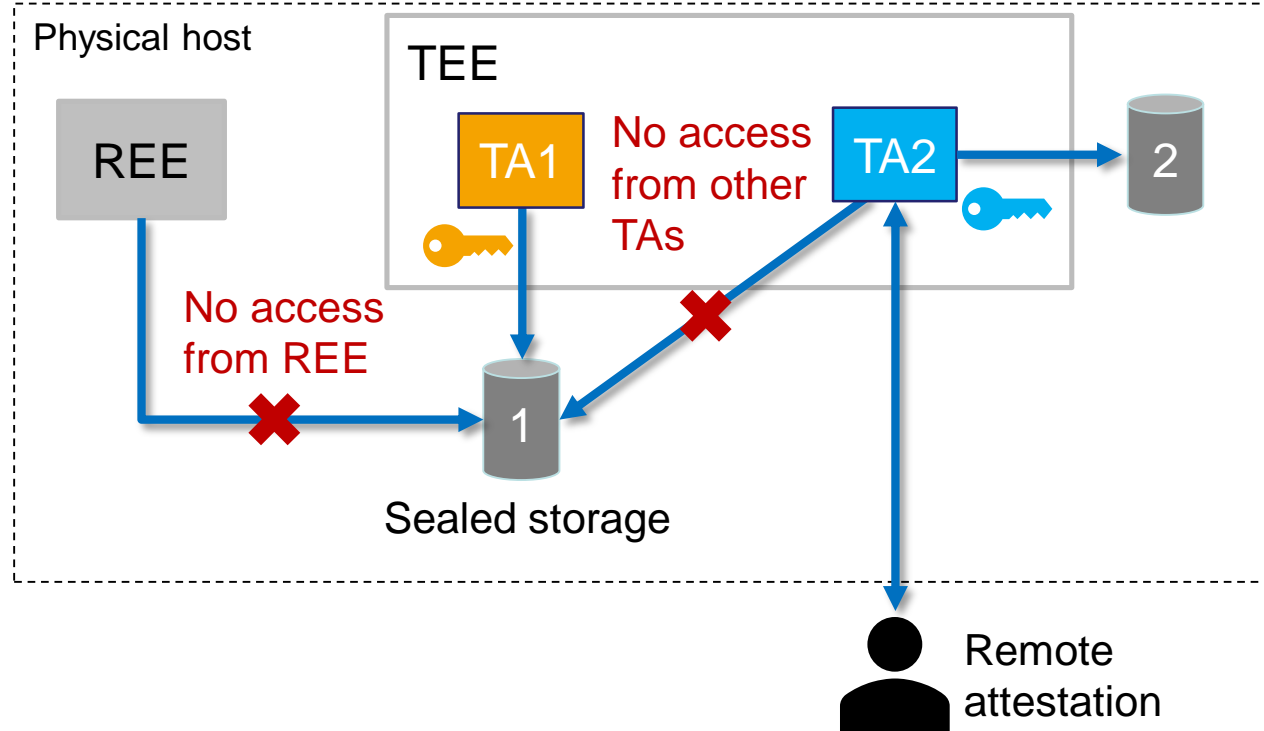 Physical host
TEE
REE
TA1
No access
from other
TAs
TA2
2
No access
from REE
1
Sealed storage
Remote
attestation